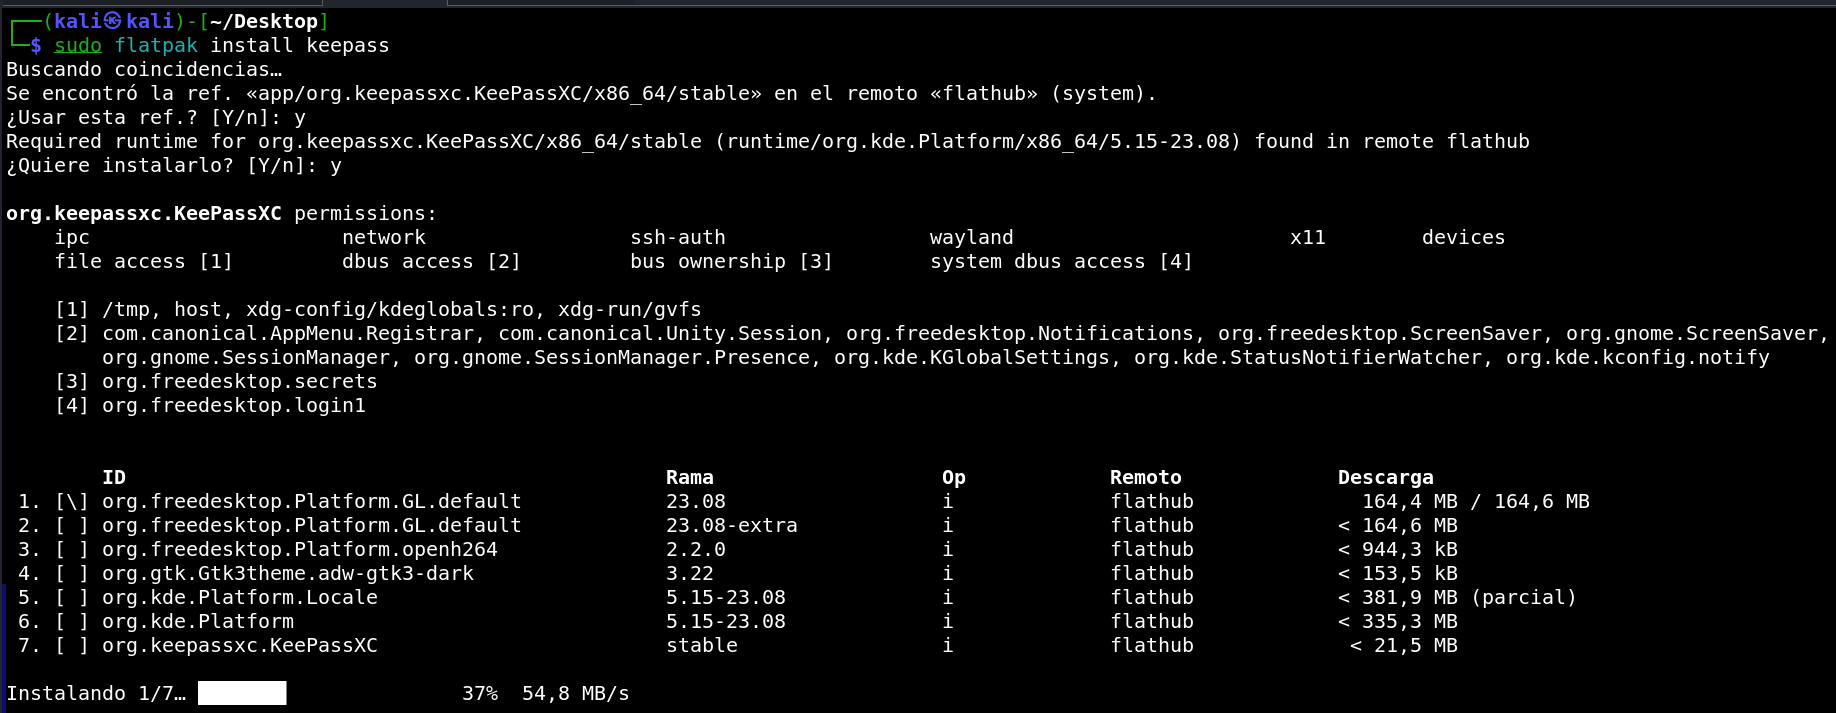 ┌──(kali㉿kali)-[~/Desktop]
└─$ sudo flatpak install keepass
Buscando coincidencias…
Se encontró la ref. «app/org.keepassxc.KeePassXC/x86_64/stable» en el remoto «flathub» (system).
¿Usar esta ref.? [Y/n]: y
Required runtime for org.keepassxc.KeePassXC/x86_64/stable (runtime/org.kde.Platform/x86_64/5.15-23.08) found in remote flathub
¿Quiere instalarlo? [Y/n]: y
org.keepassxc.KeePassXC permissions:
ipc network ssh-auth wayland x11 devices
file access [1] dbus access [2] bus ownership [3] system dbus access [4]
[1] /tmp, host, xdg-config/kdeglobals:ro, xdg-run/gvfs
[2] com.canonical.AppMenu.Registrar, com.canonical.Unity.Session, org.freedesktop.Notifications, org.freedesktop.ScreenSaver, org.gnome.ScreenSaver,
org.gnome.SessionManager, org.gnome.SessionManager.Presence, org.kde.KGlobalSettings, org.kde.StatusNotifierWatcher, org.kde.kconfig.notify
[3] org.freedesktop.secrets
[4] org.freedesktop.login1
ID Rama Op Remoto Descarga
1. [\] org.freedesktop.Platform.GL.default 23.08 i flathub 164,4 MB / 164,6 MB
2. [ ] org.freedesktop.Platform.GL.default 23.08-extra i flathub < 164,6 MB
3. [ ] org.freedesktop.Platform.openh264 2.2.0 i flathub < 944,3 kB
4. [ ] org.gtk.Gtk3theme.adw-gtk3-dark 3.22 i flathub < 153,5 kB
5. [ ] org.kde.Platform.Locale 5.15-23.08 i flathub < 381,9 MB (parcial)
6. [ ] org.kde.Platform 5.15-23.08 i flathub < 335,3 MB
7. [ ] org.keepassxc.KeePassXC stable i flathub < 21,5 MB
Instalando 1/7… 37% 54,8 MB/s